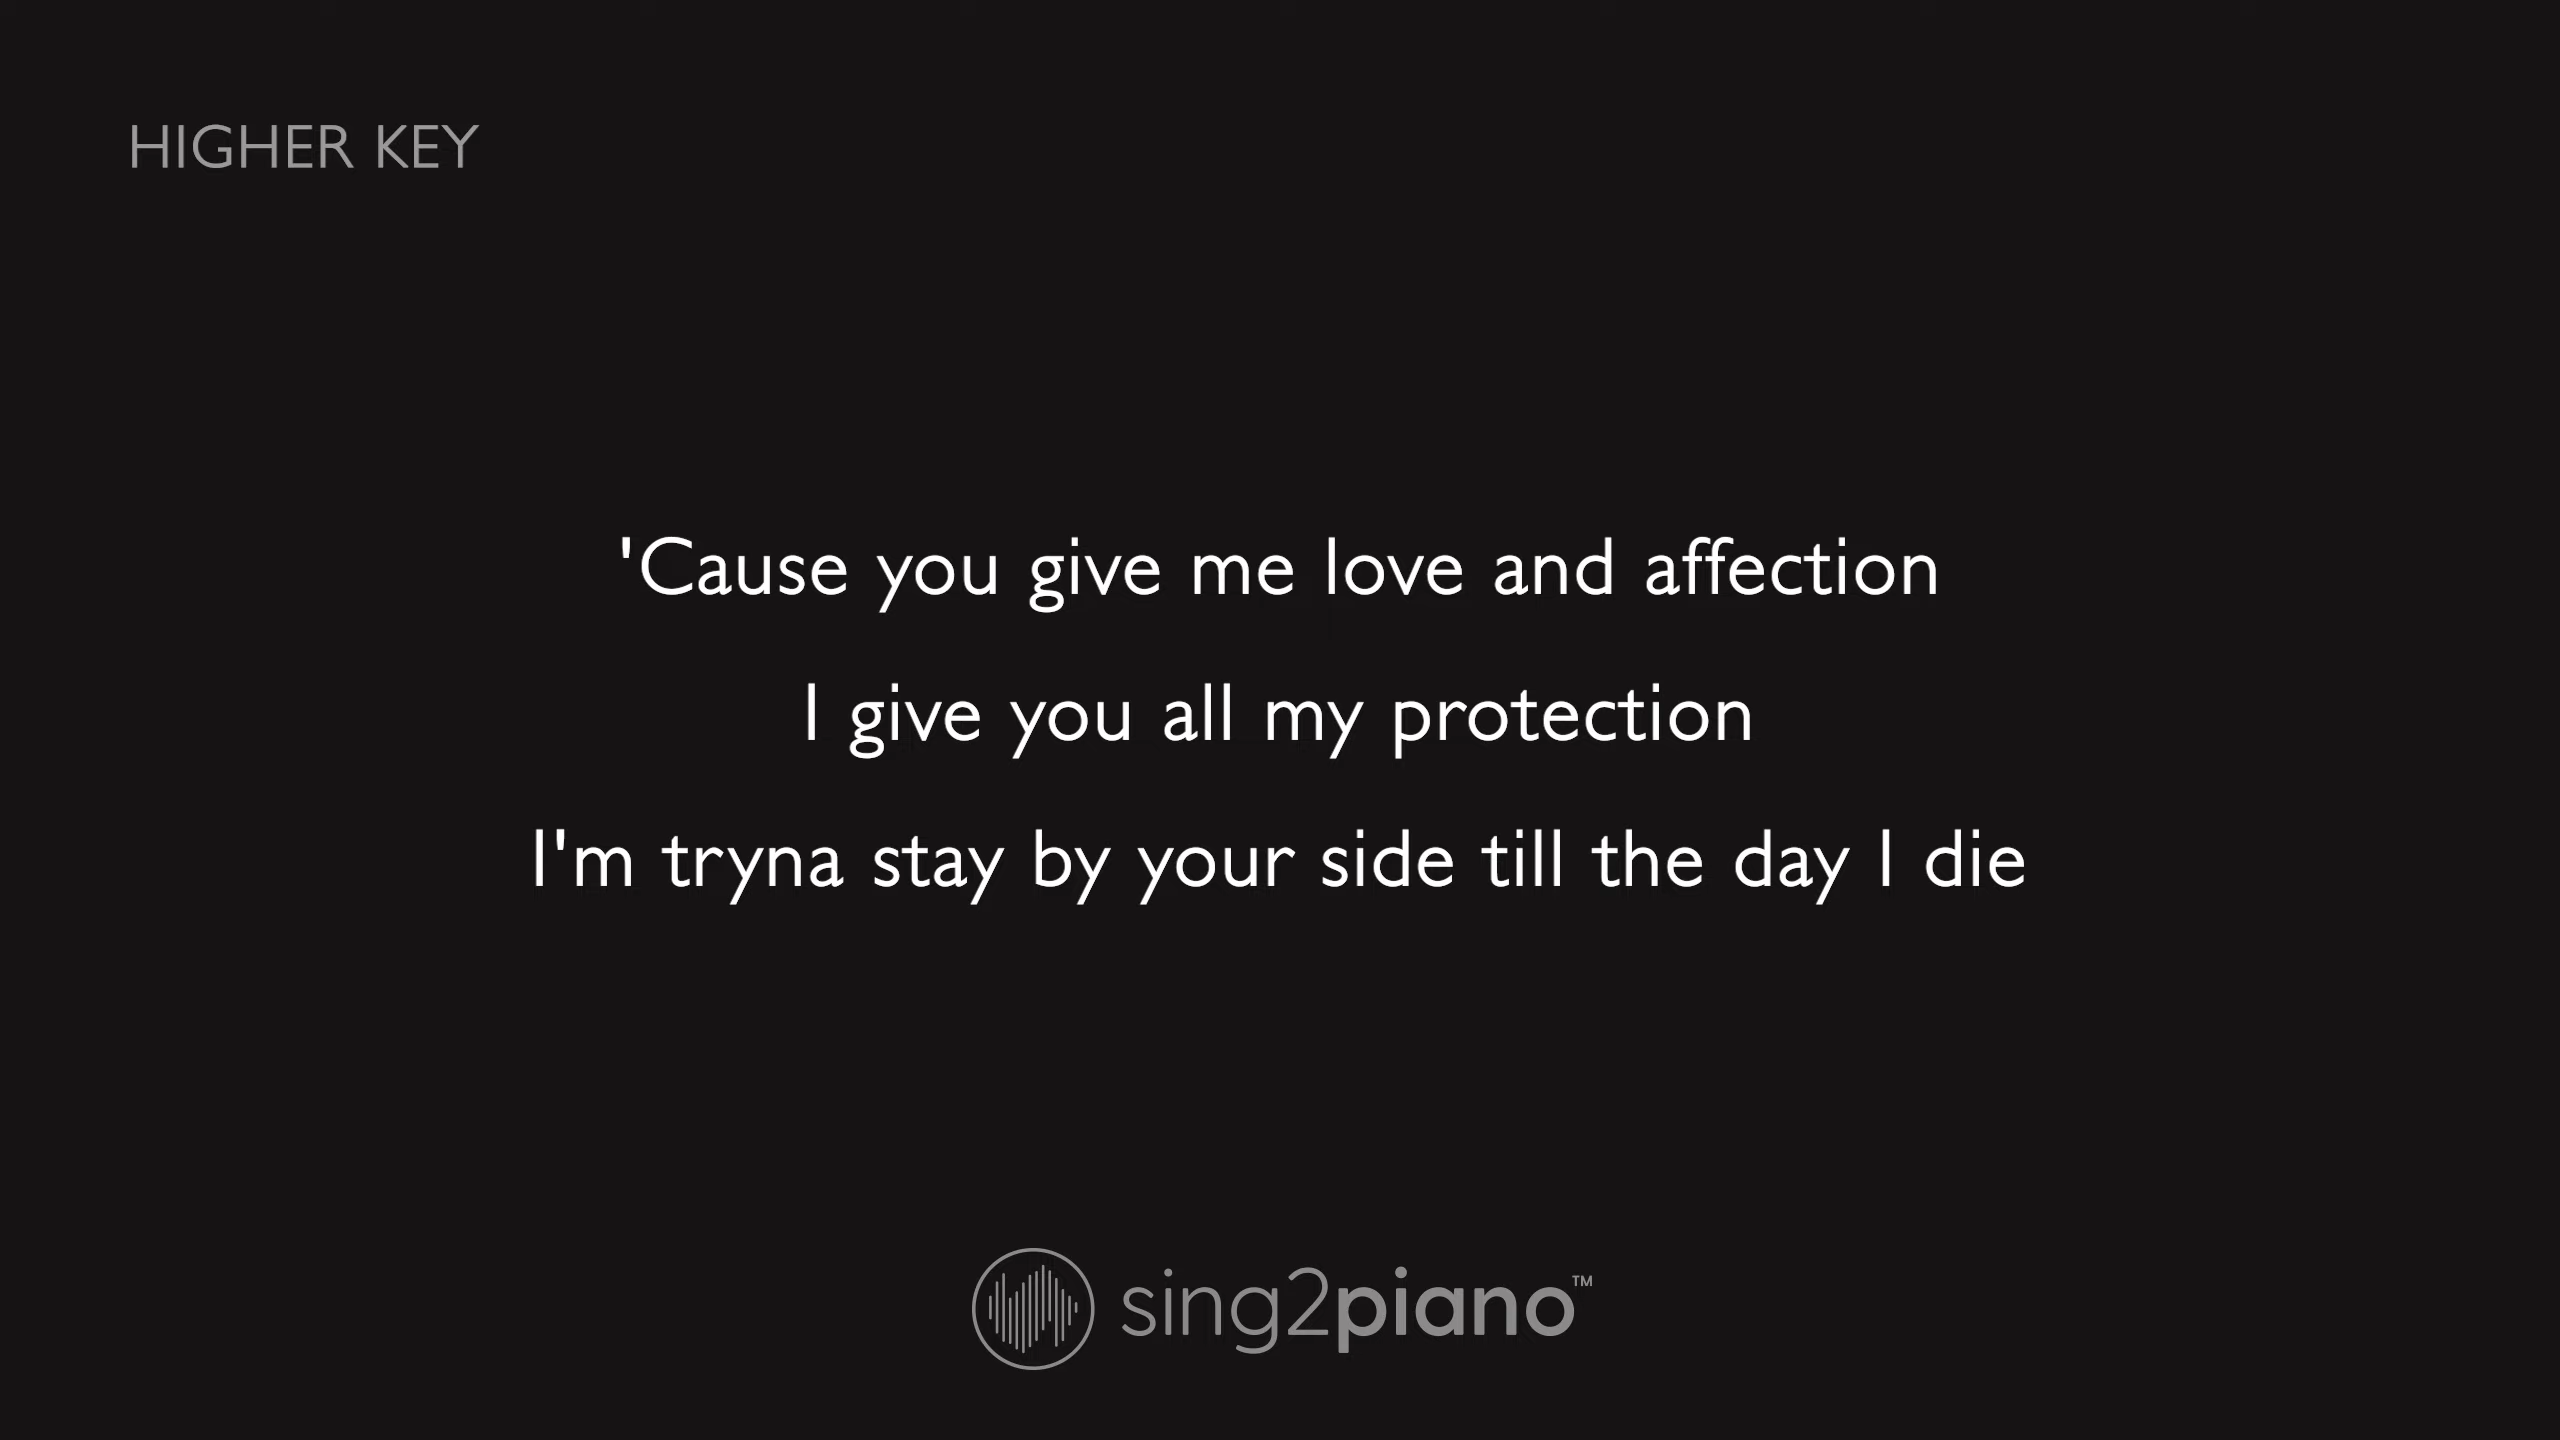 HIGHER KEY
'Cause you give me love and affection
I give you all my protection
I'm tryna stay by your side till the day I die
sing2piano™